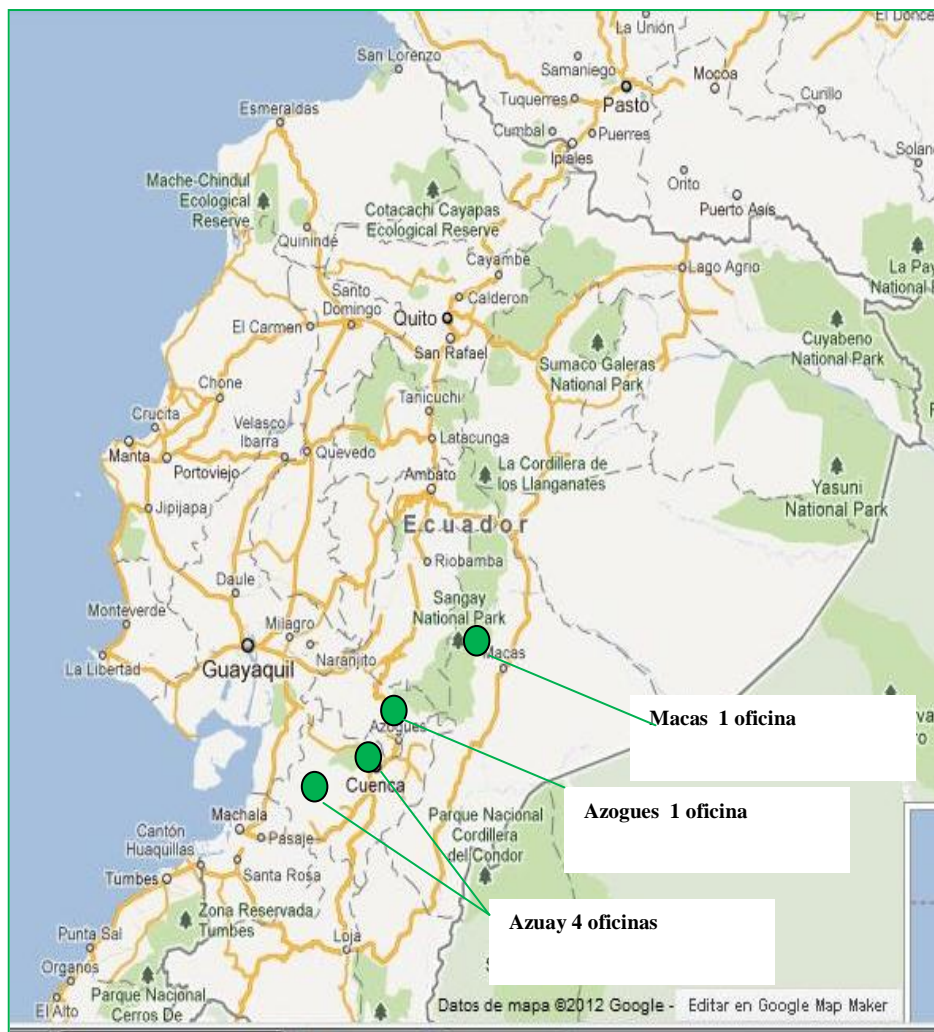 La Unión
El Doncel
San Lorenzo
Samaniego
Mocoa
Tuquerres
Pasto
Curillo
Esmeraldas
Cumbal
Puerres
Ipiales
Solan
Mache-Chindul
Ecological
Reserve
Orito
Puerto Asís
Cotacachi Cayapas
Ecological Reserve
Quinindé
Cayambe
Lago Agrio
La Pay
National
Santo
Domingo
Calderon
El Carmen
Quito
San Rafael
Cuyabeno
National Park
Sumaco Galeras
National Park
Chone
Tanicuchi
Crucita
Velasco
Ibarra
Latacunga
Manta
Portoviejo
Quevedo
La Cordillera de
los Llanganates
Ambato
Yasuni
National Park
Jipijapa
Ecuador
Riobamba
Daule
Sangay
National Park
Monteverde
Milagro
Macas
La Libertad
Guayaquil
Naranjito
Macas 1 oficina
Azogues
Cuenca
Azogues 1 oficina
Machala
Parque Nacional
Cordillera
del Condor
Pasaje
Cantón
Huaquillas
Tumbes
Santa Rosa
Azuay 4 oficinas
Zona Reservada
Tumbes
Punta Sal
Loja
Organos
Parque Nacional
Cerros De
El Alto
Datos de mapa ©2012 Google - Editar en Google Map Maker